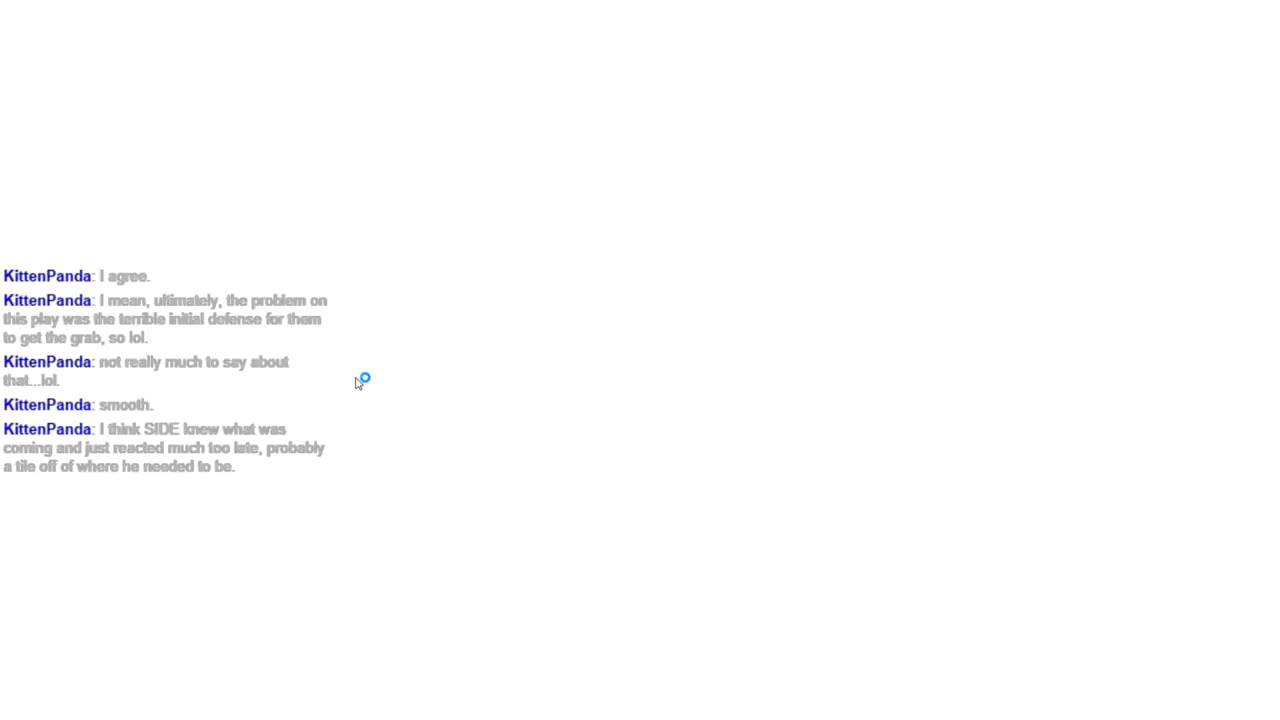 KittenPanda: I agree.
KittenPanda: I mean, ultimately, the problem on
this play was the terrible initial defense for them
to get the grab, so lol.
KittenPanda: not really much to say about
that...lol.
KittenPanda: smooth.
KittenPanda: I think SIDE knew what was
coming and just reacted much too late, probably
a tile off of where he needed to be.